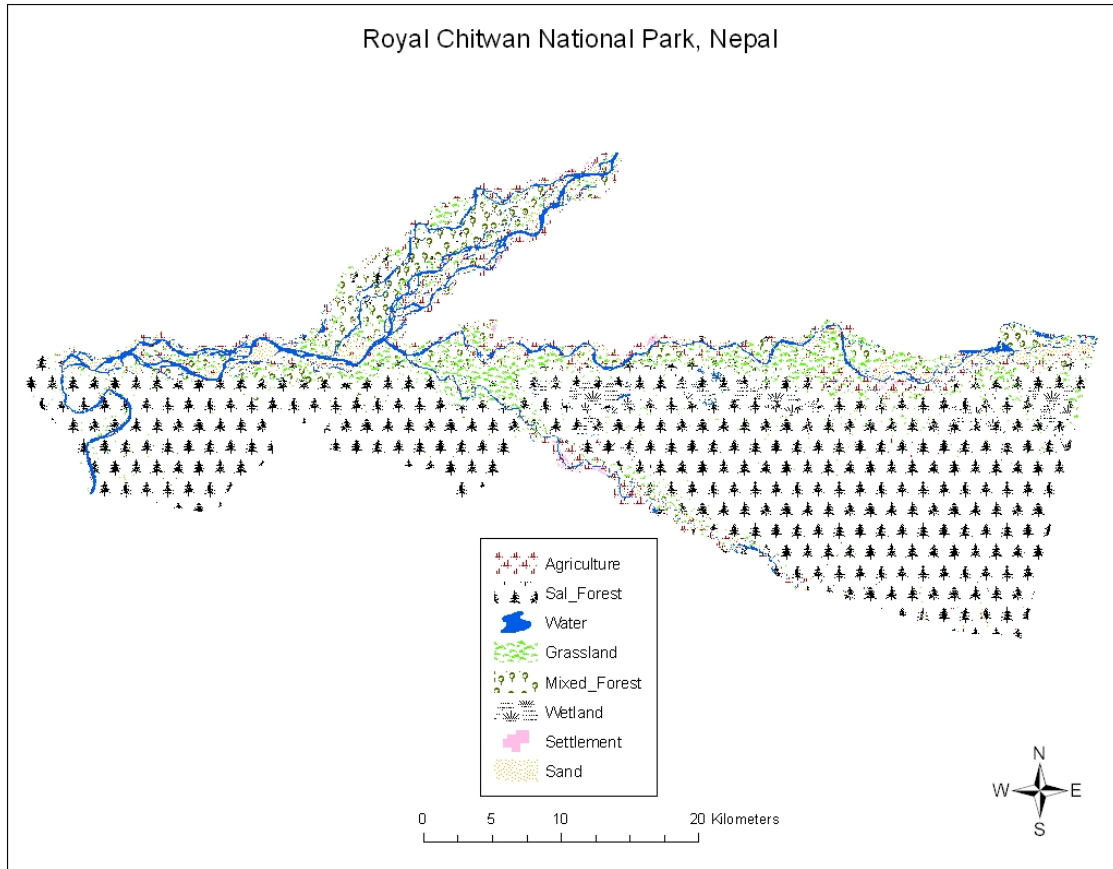 Royal Chitwan National Park, Nepal
Agriculture
Sal_Forest
Water
Grassland
Mixed_Forest
Wetland
Settlement
Sand
N
W E
S
0 5 10 20 Kilometers